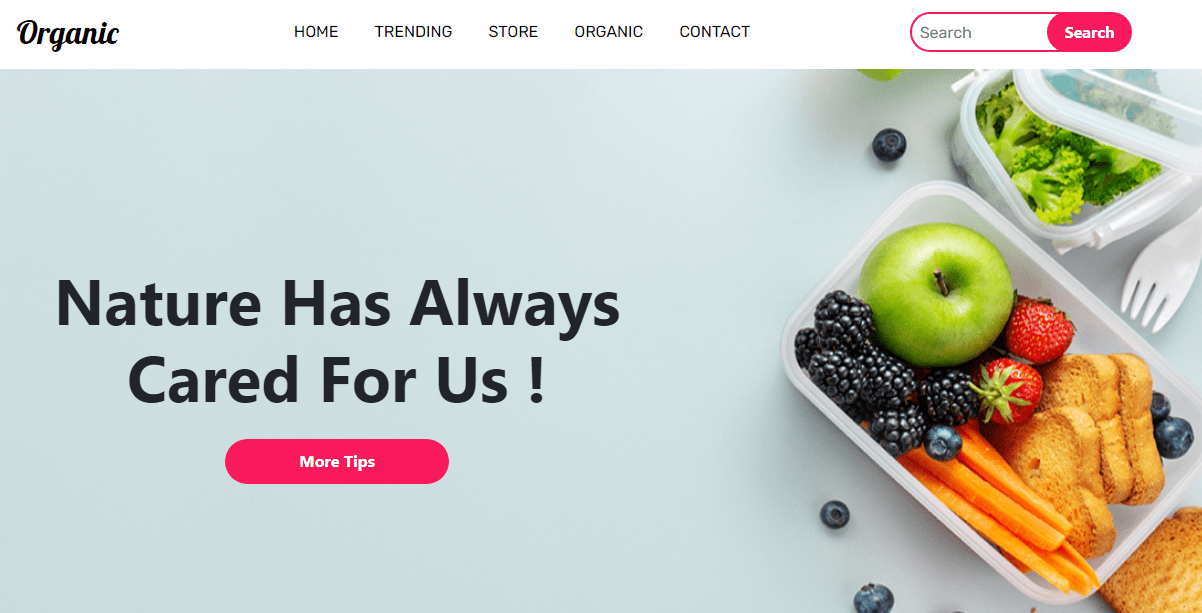 Organic
HOME TRENDING STORE ORGANIC CONTACT
Search Search
Nature Has Always
Cared For Us !
More Tips